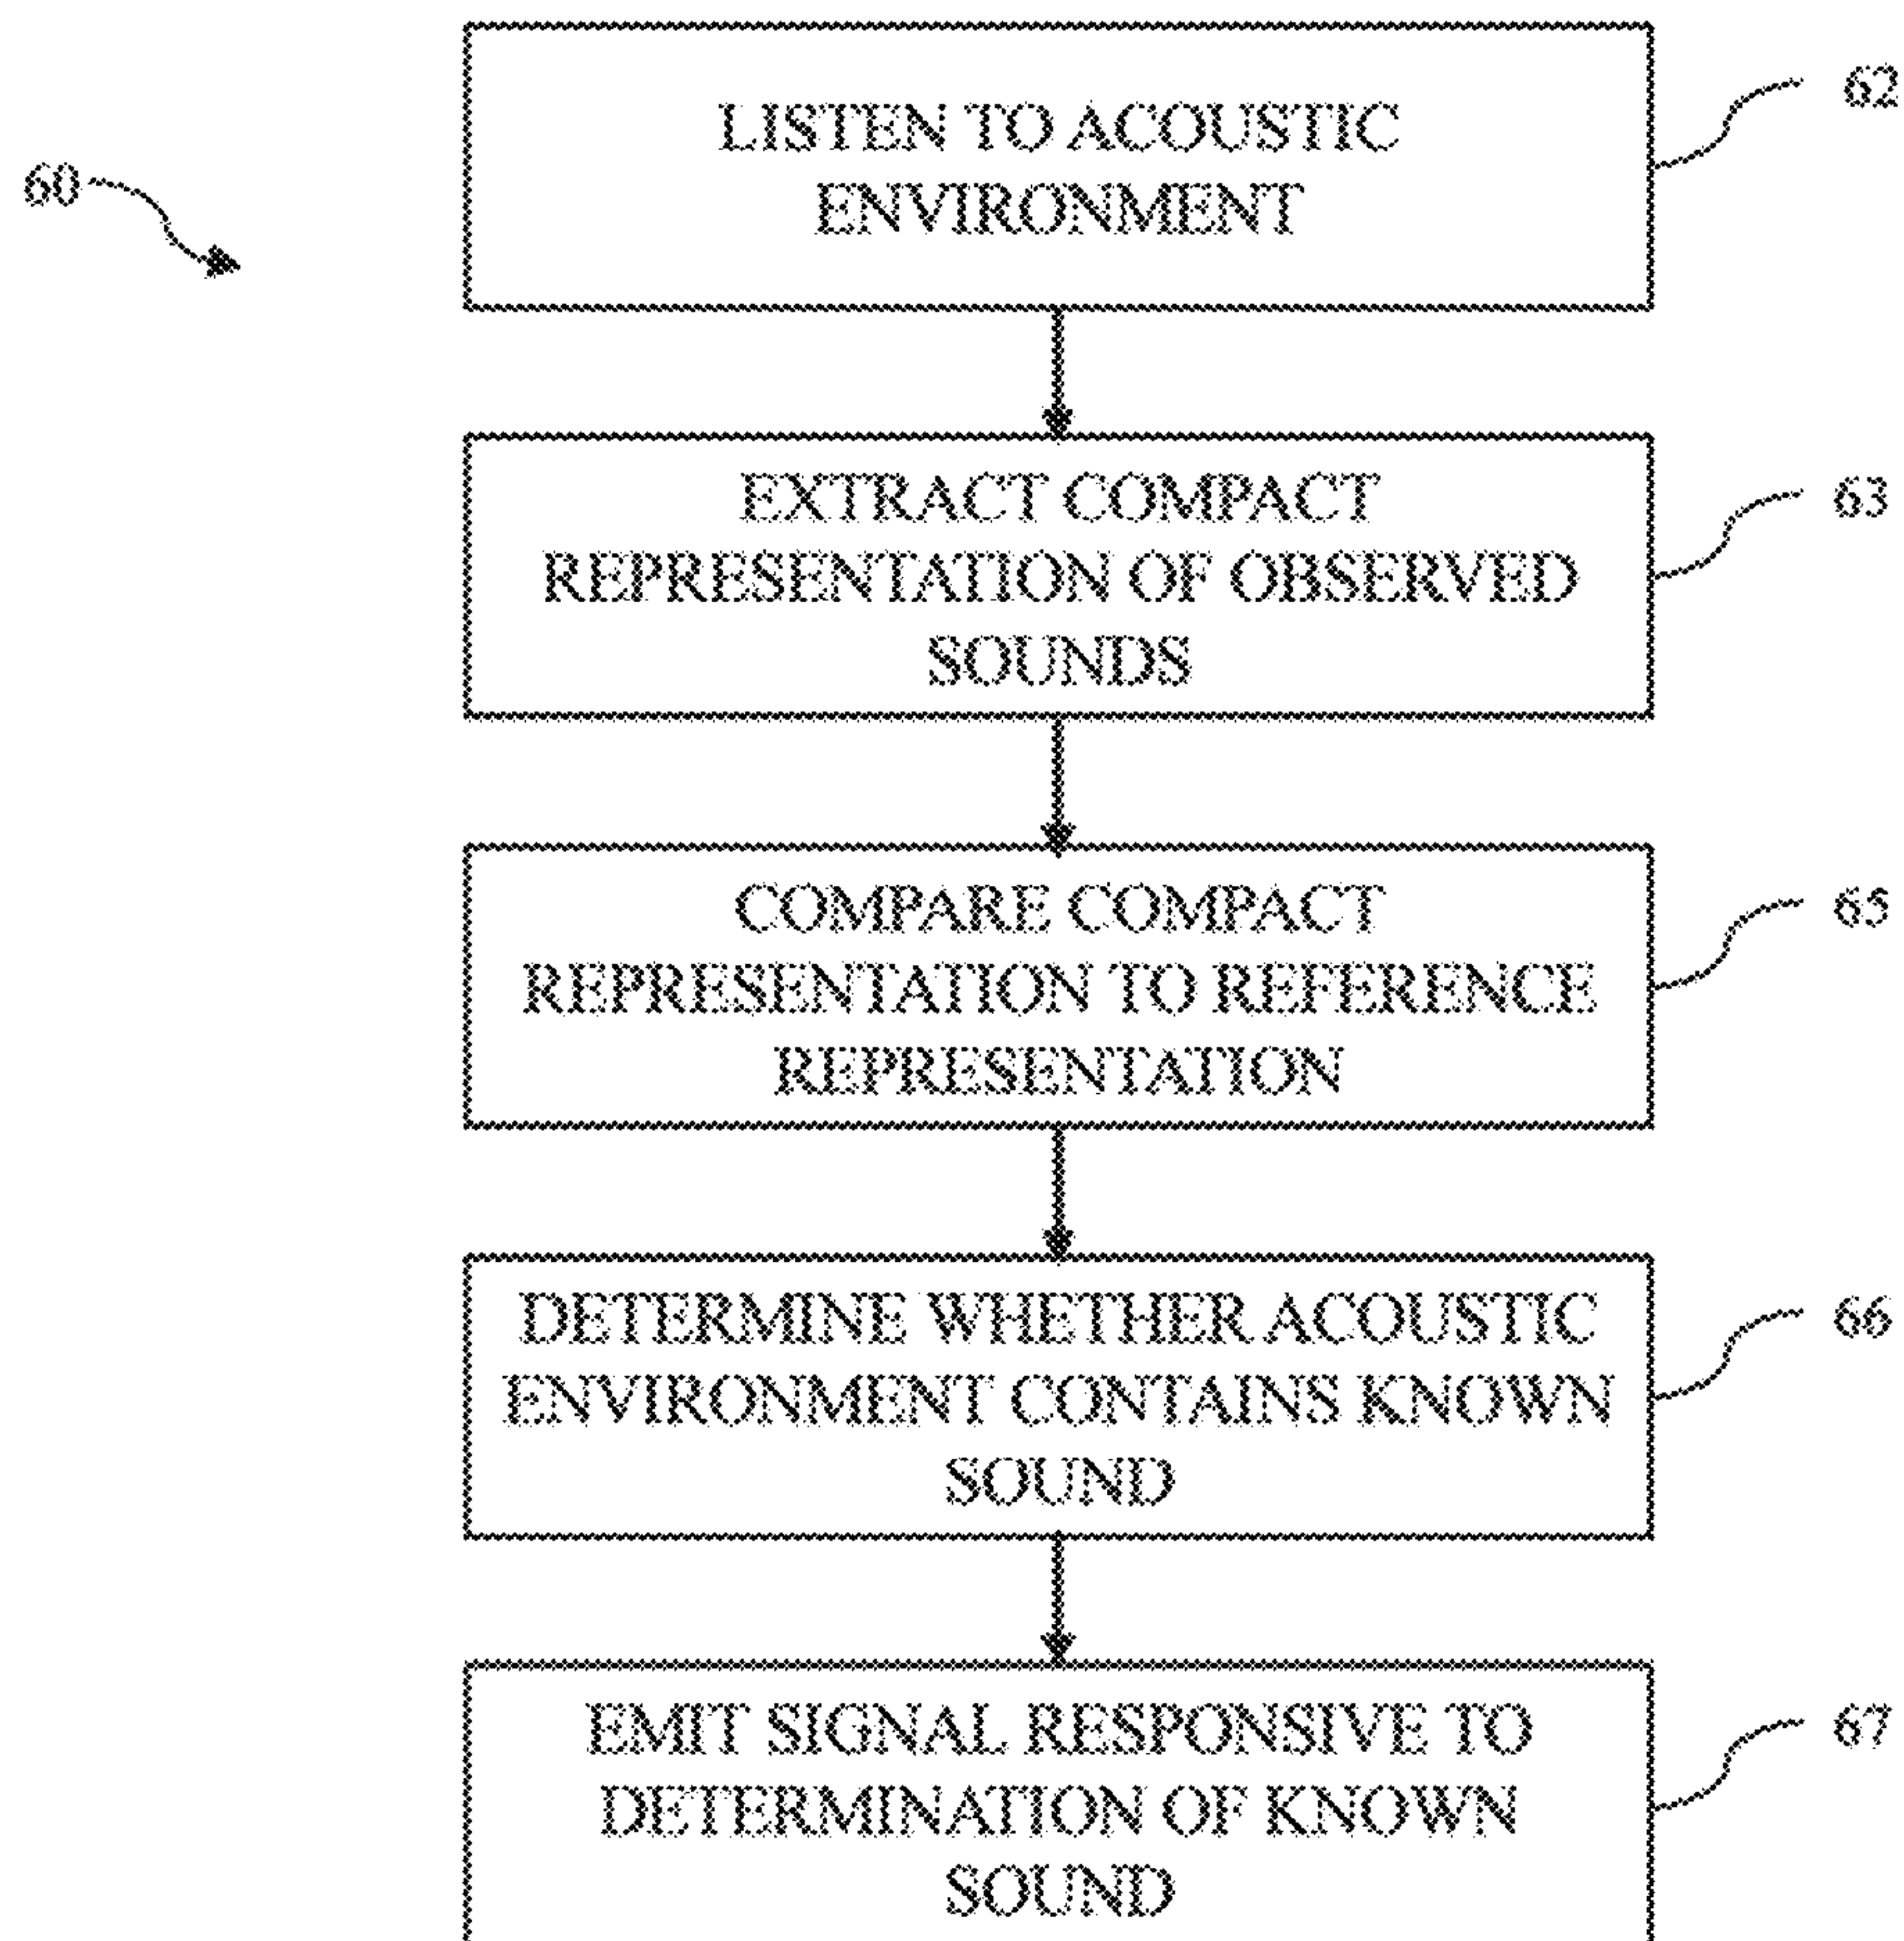 62
LISTEN TO ACOUSTIC
ENVIRONMENT
60
EXTRACT COMPACT
REPRESENTATION OF OBSERVED
SOUNDS
63
COMPARE COMPACT
REPRESENTATION TO REFERENCE
REPRESENTATION
65
DETERMINE WHETHER ACOUSTIC
ENVIRONMENT CONTAINS KNOWN
SOUND
66
EMIT SIGNAL RESPONSIVE TO
DETERMINATION OF KNOWN
SOUND
67